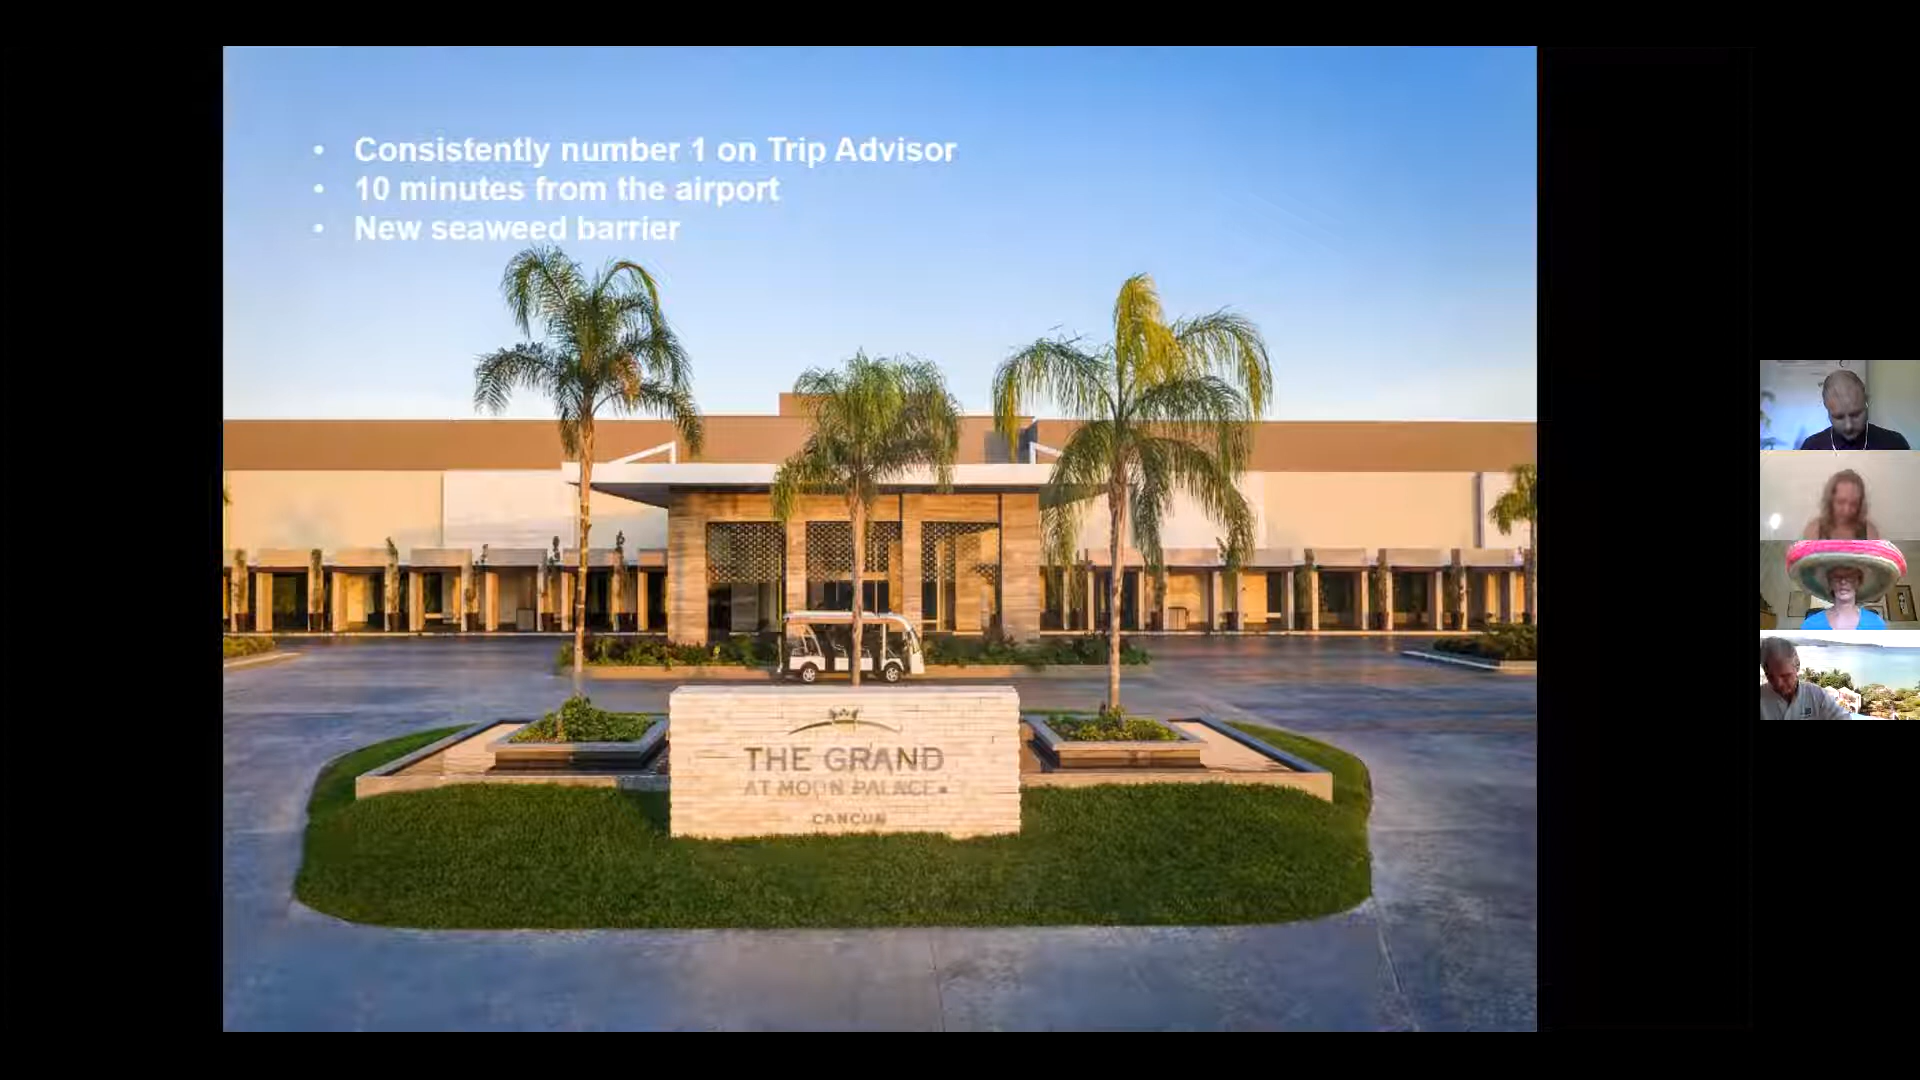 • Consistently number 1 on Trip Advisor
• 10 minutes from the airport
• New seaweed barrier
THE GRAND
AT MOON PALACE
CANCUN